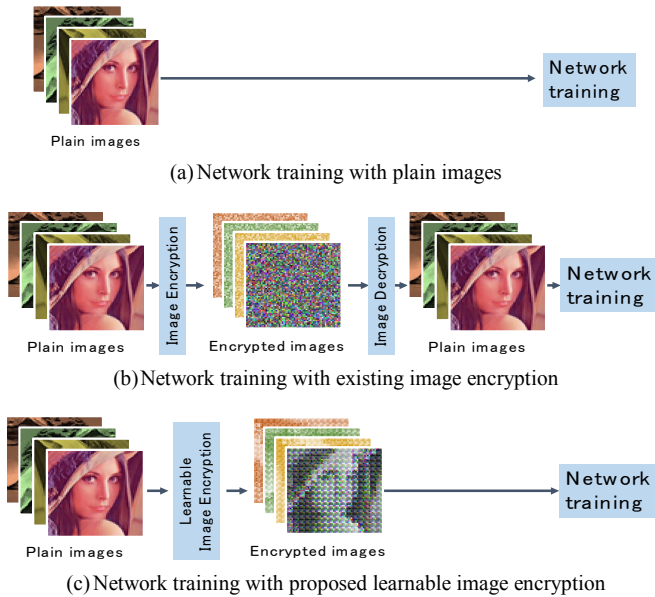 Network
training
Plain images
(a) Network training with plain images
Image Encryption
Image Decryption
Network
training
Plain images
Encrypted images
Plain images
(b) Network training with existing image encryption
Learnable
Image Encryption
Network
training
Plain images
Encrypted images
(c) Network training with proposed learnable image encryption